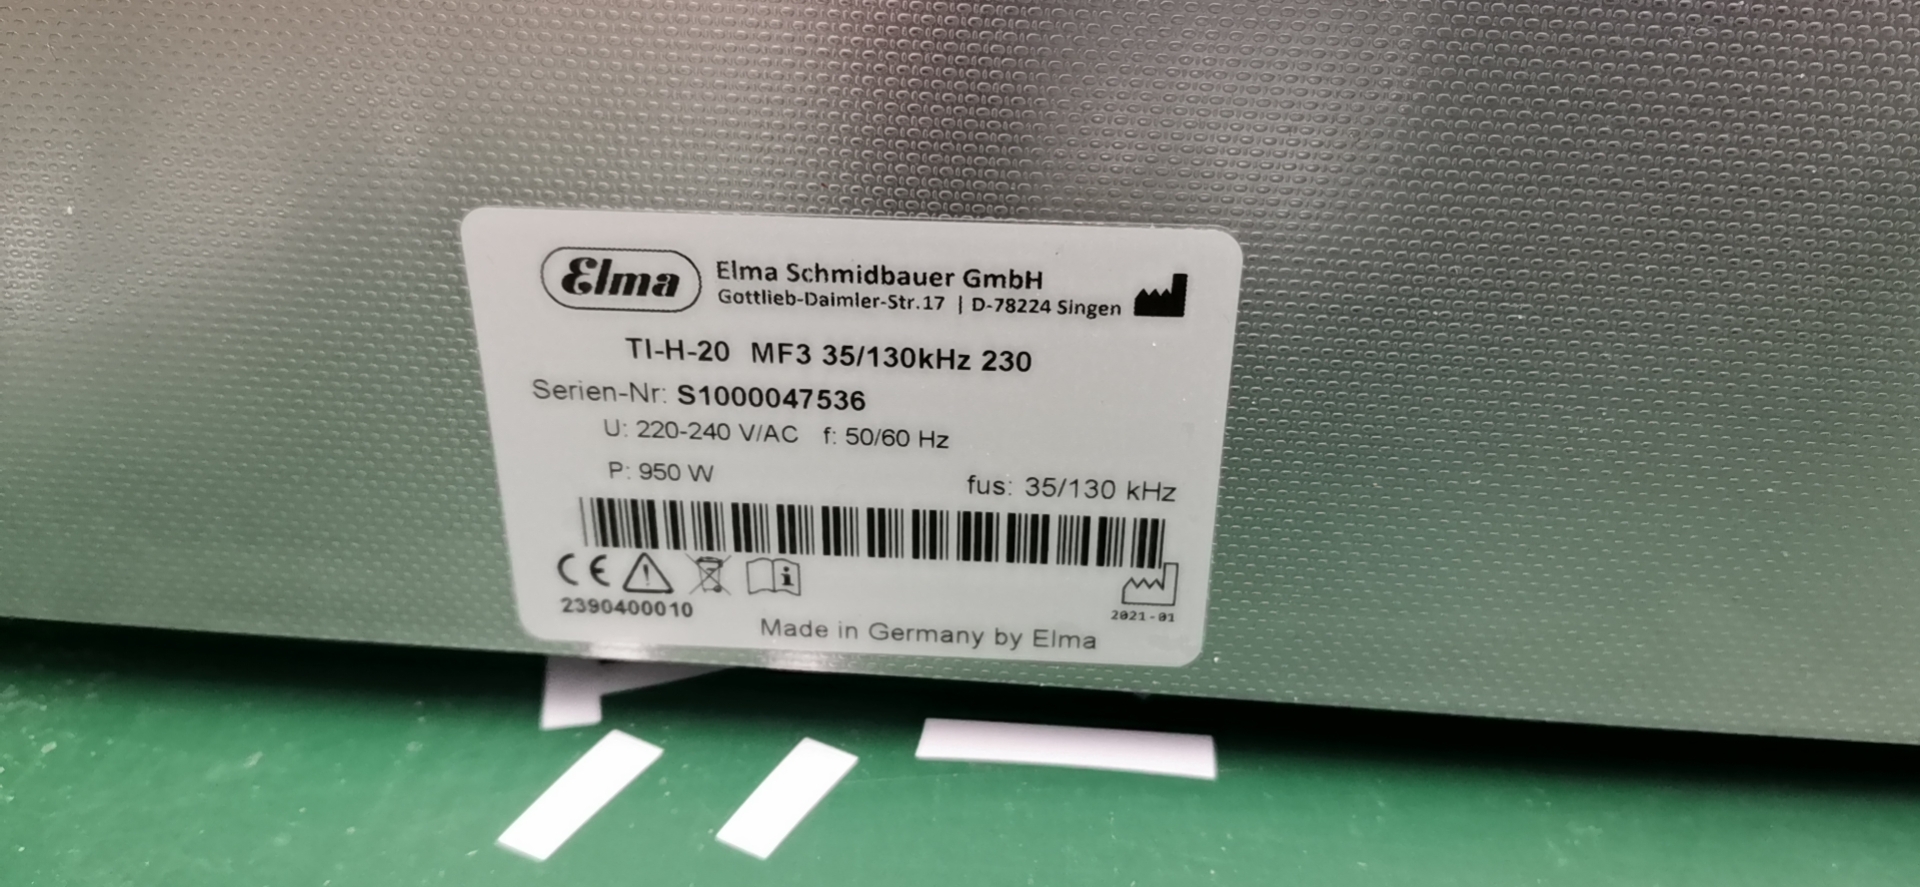 Elma
Elma Schmidbauer GmbH
Gottlieb-Daimler-Str.17 | D-78224 Singen
TI-H-20 MF3 35/130kHz 230
Serien-Nr: S1000047536
U: 220-240 V/AC f: 50/60 Hz
P: 950 W
fus: 35/130 kHz
CE
2390400010
2021-01
Made in Germany by Elma